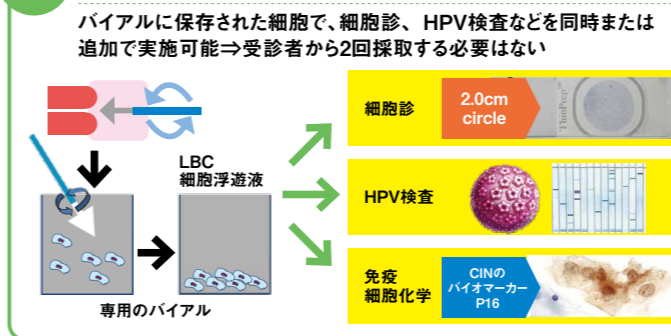 バイアルに保存された細胞で、細胞診、HPV検査などを同時または
追加で実施可能⇒受診者から2回採取する必要はない
細胞診
2.0cm
circle
ThinPrep
LBC
細胞浮遊液
HPV検査
専用のバイアル
免疫
細胞化学
CINの
バイオマーカー
P16